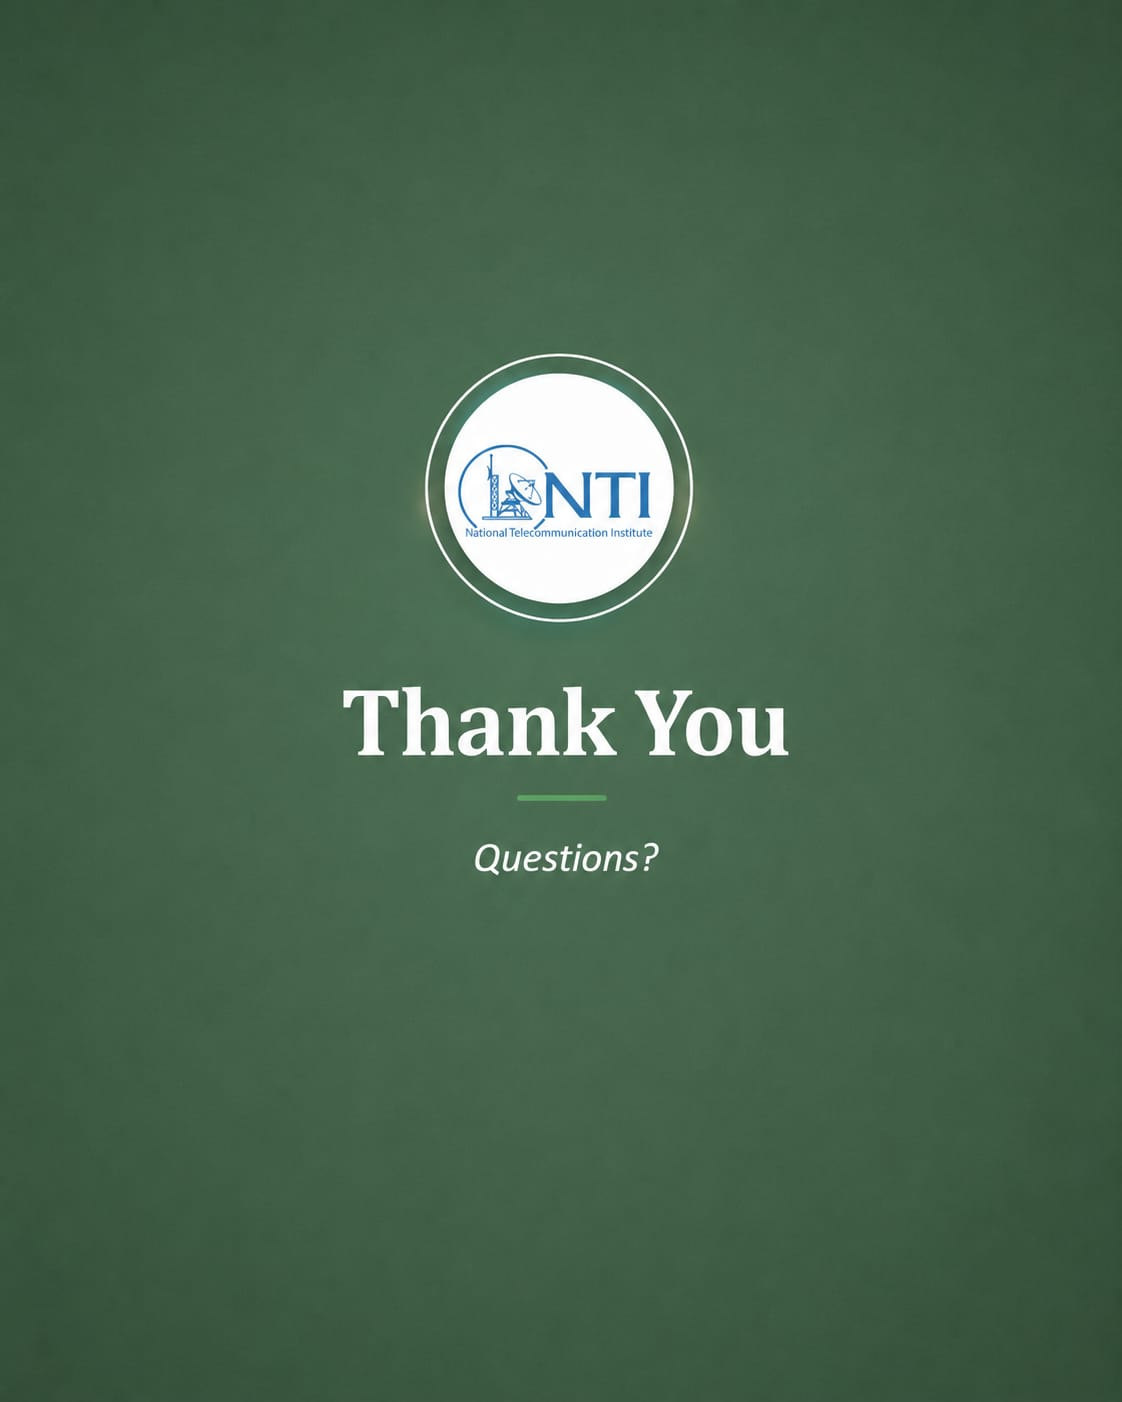 NTI
National Telecommunication Institute
Thank You
Questions?